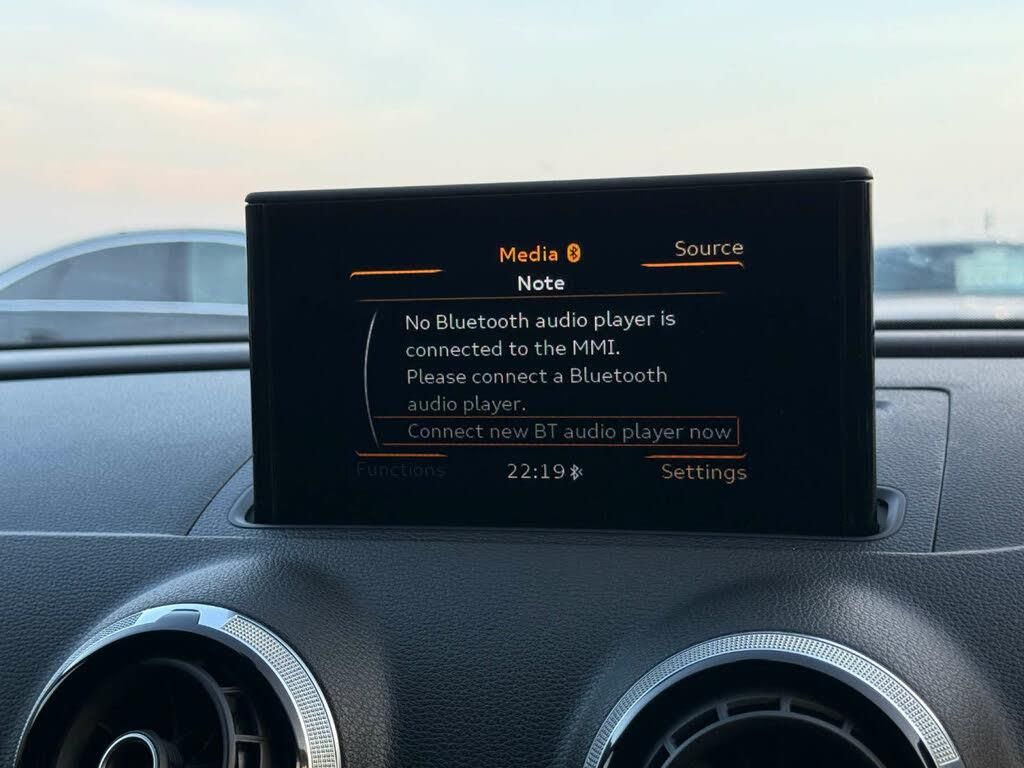 Media
Source
Note
No Bluetooth audio player is
connected to the MMI.
Please connect a Bluetooth
audio player.
Connect new BT audio player now
Functions
22:19
Settings